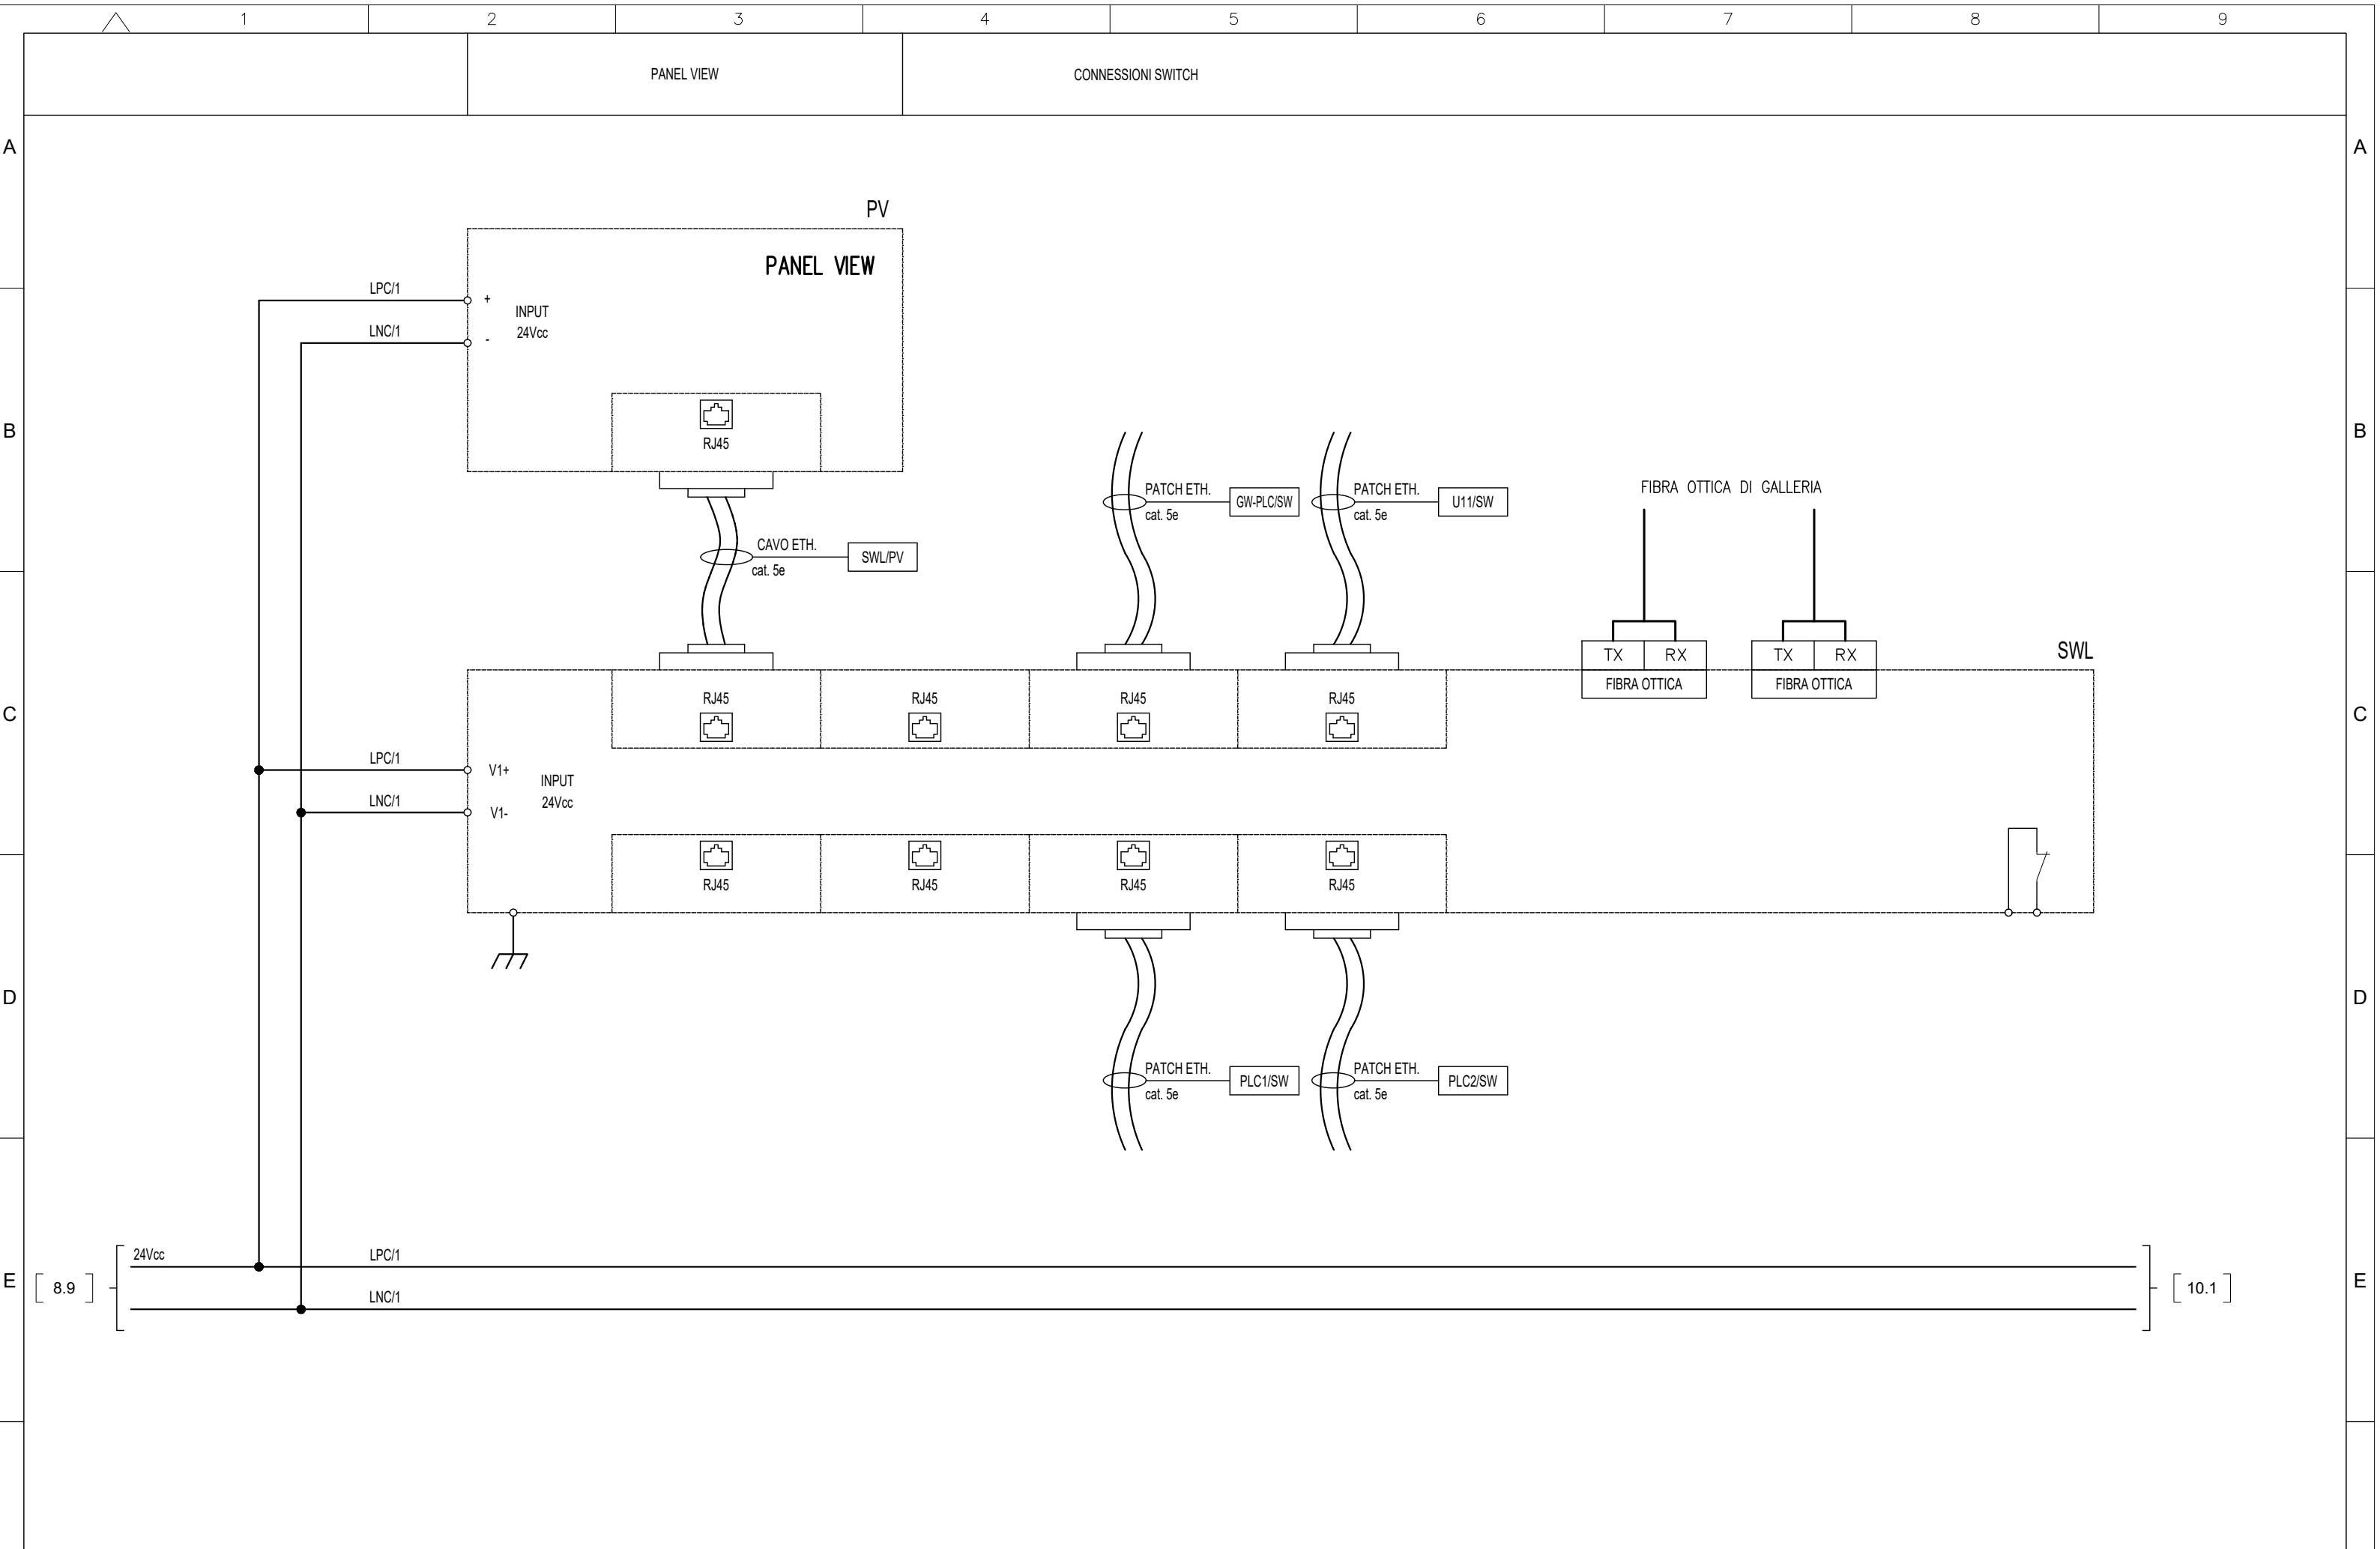 1 2 3 4 5 6 7 8 9
PANEL VIEW
CONNESSIONI SWITCH
A
A
PV
PANEL VIEW
LPC/1
+
INPUT
24Vcc
LNC/1
-
RJ45
B
B
PATCH ETH.
cat. 5e
GW-PLC/SW
PATCH ETH.
cat. 5e
U11/SW
FIBRA OTTICA DI GALLERIA
CAVO ETH.
cat. 5e
SWL/PV
TX RX
TX RX
SWL
FIBRA OTTICA
FIBRA OTTICA
RJ45
RJ45
RJ45
RJ45
C
C
LPC/1
V1+
INPUT
24Vcc
LNC/1
V1-
RJ45
RJ45
RJ45
RJ45
D
D
PATCH ETH.
cat. 5e
PLC1/SW
PATCH ETH.
cat. 5e
PLC2/SW
24Vcc
LPC/1
E
E
8.9
10.1
LNC/1